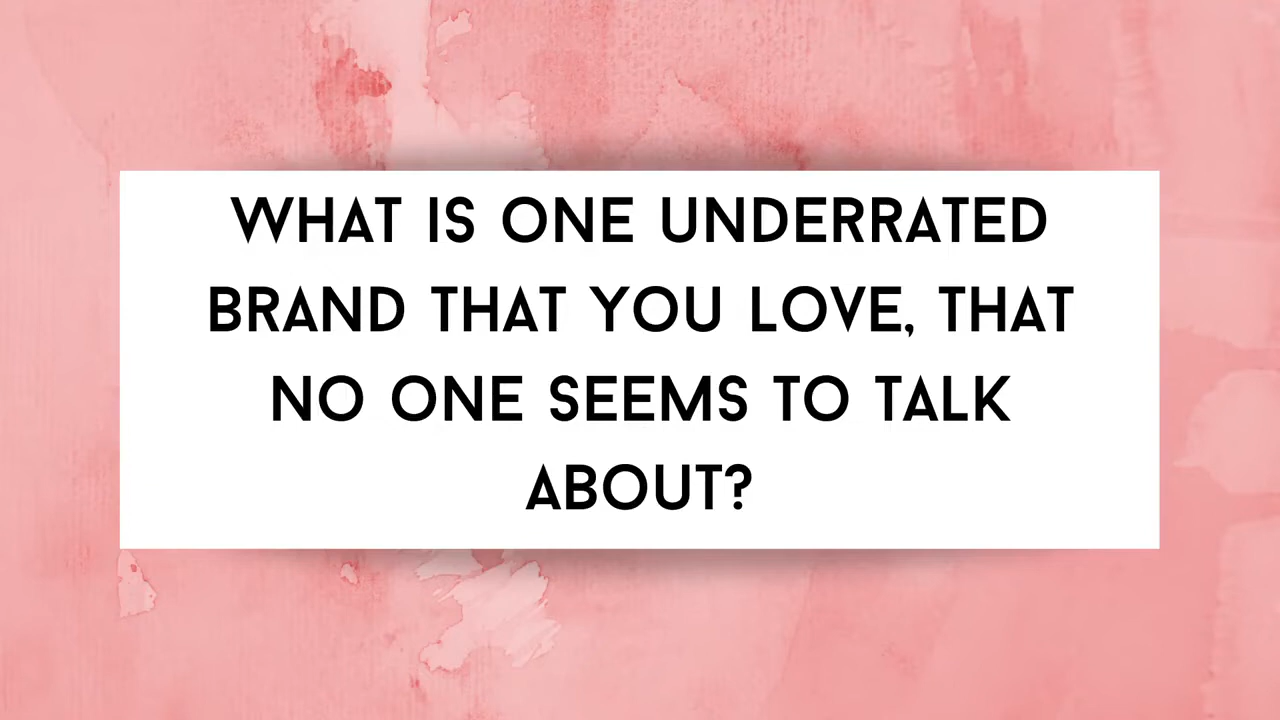 WHAT IS ONE UNDERRATED
BRAND THAT YOU LOVE, THAT
NO ONE SEEMS TO TALK
ABOUT?